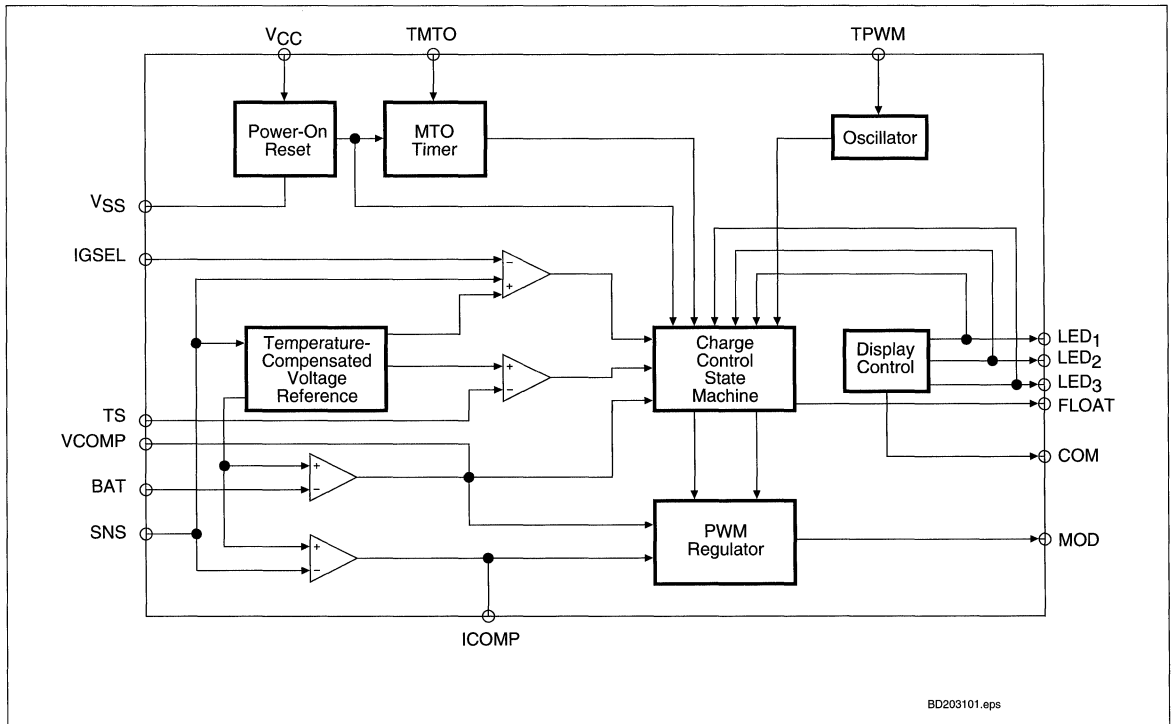 VCC
TMTO
TPWM
Power-On
Reset
MTO
Timer
Oscillator
VSS
IGSEL
−
+
Temperature-
Compensated
Voltage
Reference
+
−
Charge
Control
State
Machine
Display
Control
LED1
LED2
LED3
FLOAT
TS
VCOMP
BAT
SNS
+
−
+
−
COM
PWM
Regulator
MOD
ICOMP
BD203101.eps